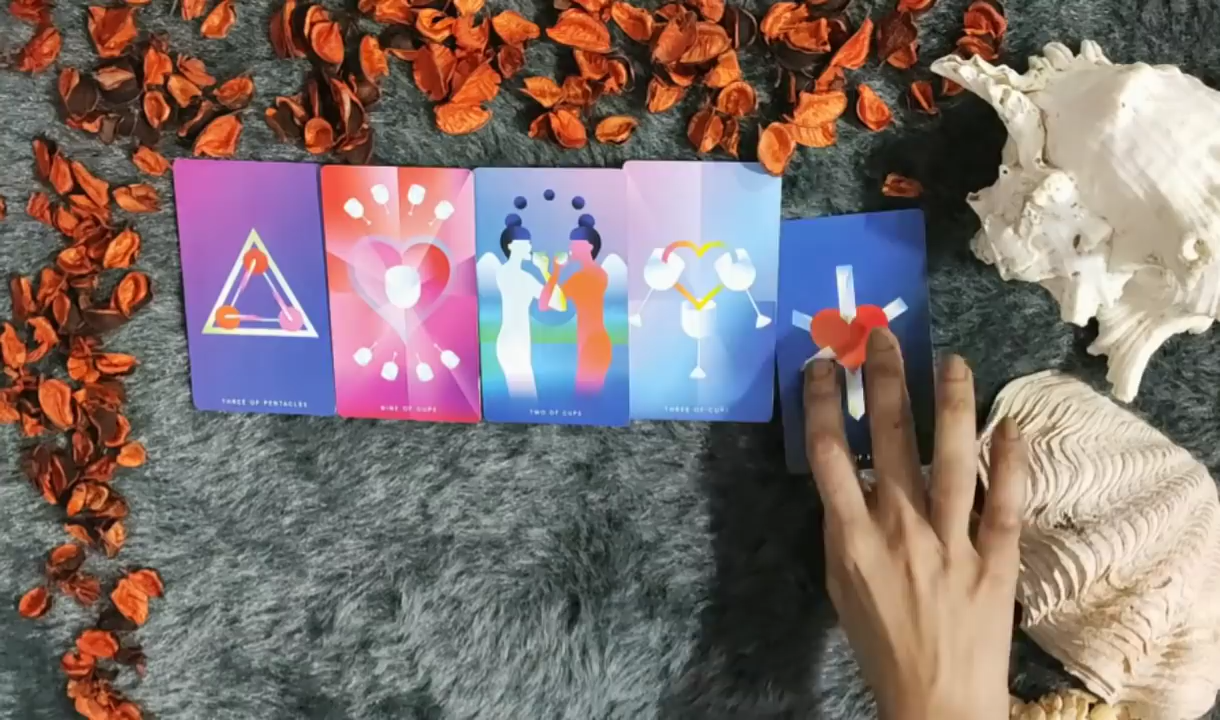 THREE OF PENTACLES
NINE OF CUPS
TWO OF CUPS
THREE OF CUPS